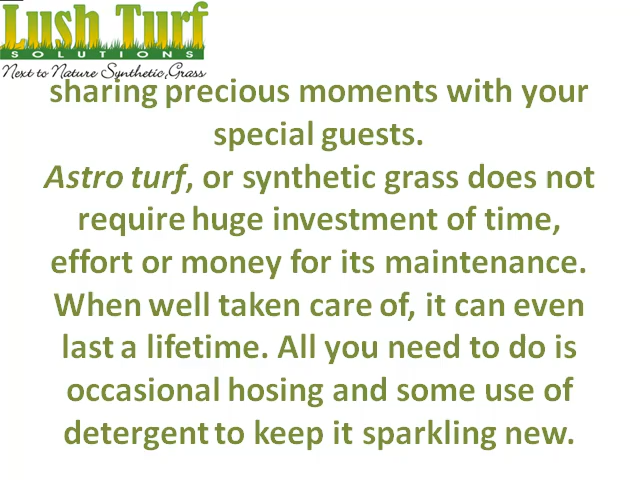 Lush Turf
SOLUTIONS
Next to Nature Synthetic Grass
sharing precious moments with your
special guests.
Astro turf, or synthetic grass does not
require huge investment of time,
effort or money for its maintenance.
When well taken care of, it can even
last a lifetime. All you need to do is
occasional hosing and some use of
detergent to keep it sparkling new.